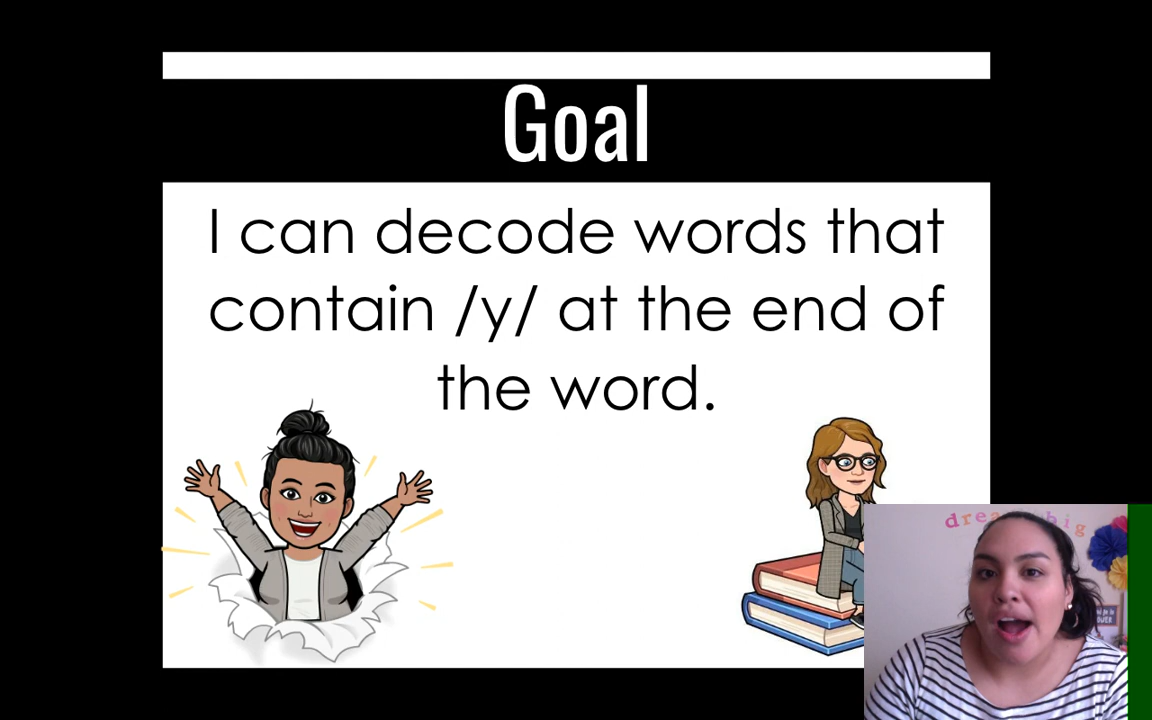 Goal
I can decode words that
contain /y/ at the end of
the word.